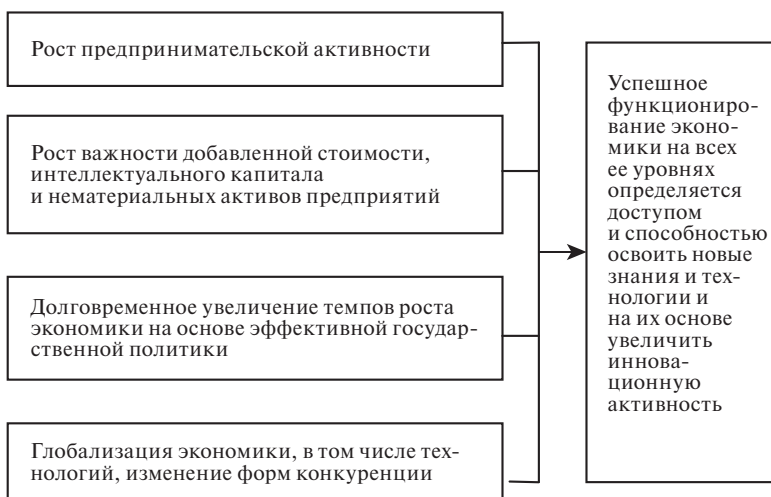 Рост предпринимательской активности
Рост важности добавленной стоимости,
интеллектуального капитала
и нематериальных активов предприятий
Долговременное увеличение темпов роста
экономики на основе эффективной государ-
ственной политики
Глобализация экономики, в том числе тех-
нологий, изменение форм конкуренции
Успешное
функциониро-
вание эконо-
мики на всех
ее уровнях
определяется
доступом
и способностью
освоить новые
знания и тех-
нологии и
на их основе
увеличить
иннова-
ционную
активность